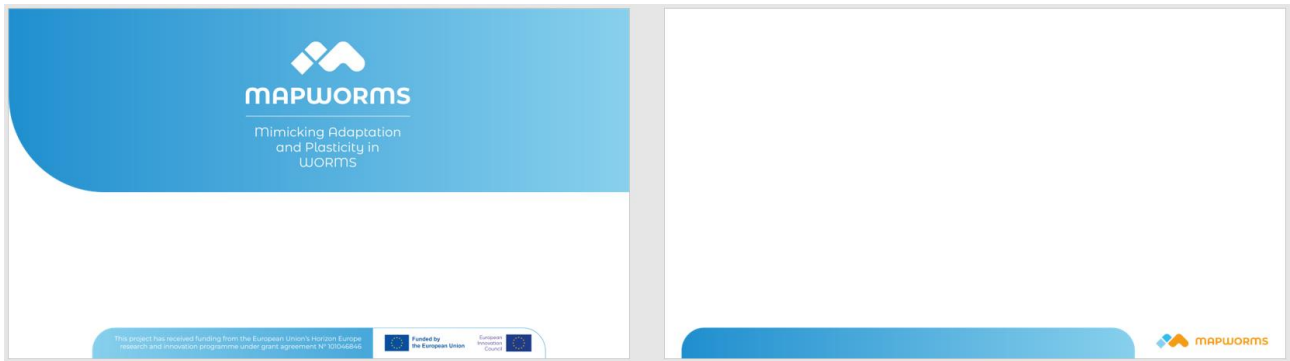 MAPWORMS
Mimicking Adaptation
and Plasticity in
WORMS
This project has received funding from the European Union's Horizon Europe
research and innovation programme under grant agreement N° 101046846
Funded by
the European Union
European
Innovation
Council
MAPWORMS